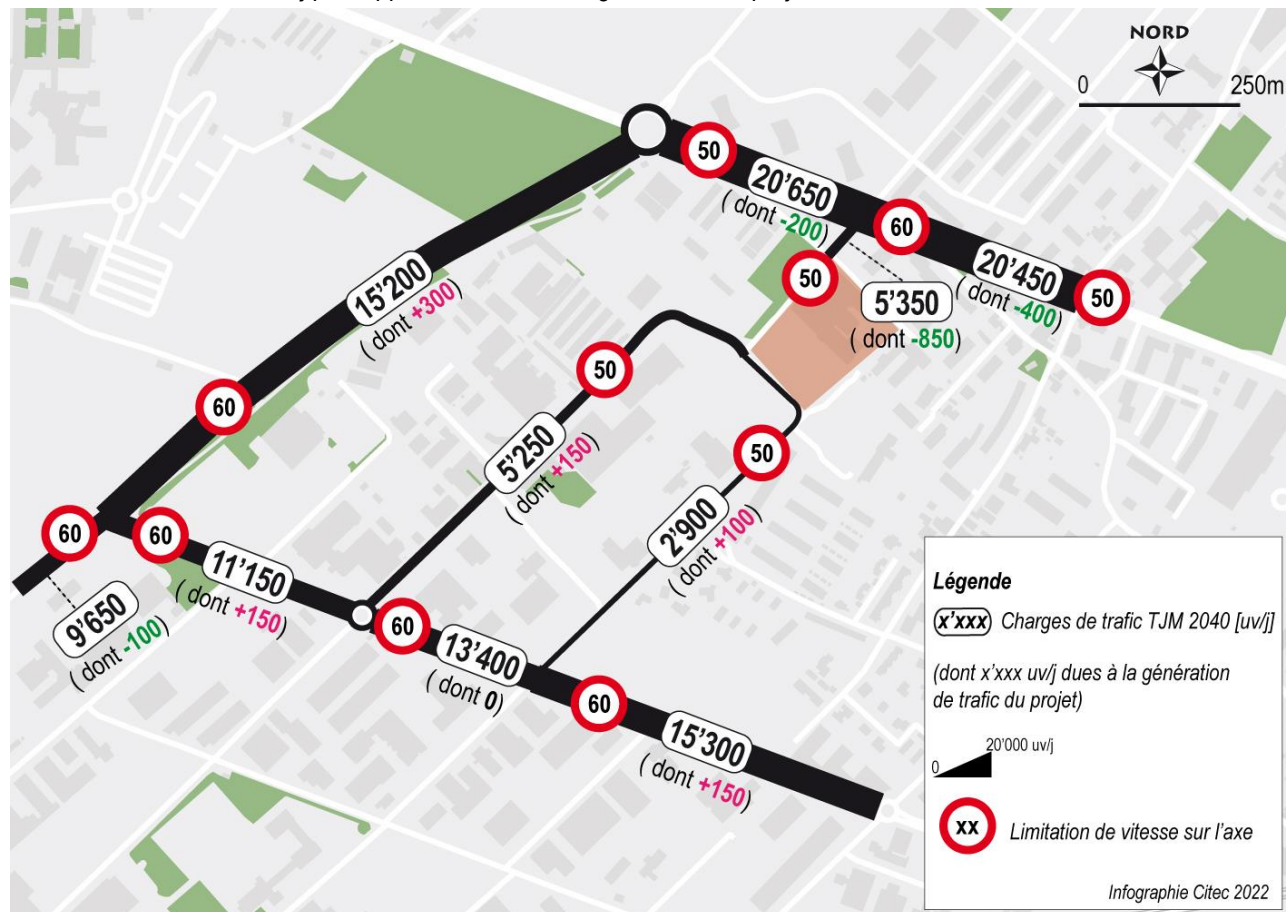 NORD
0 250m
50
20'650
( dont -200)
60
20'450
( dont -400)
50
50
5'350
( dont -850)
15'200
( dont +300)
60
50
5'250
( dont +150)
50
2'900
( dont +100)
60
60
11'150
( dont +150)
9'650
( dont -100)
60
13'400
( dont 0)
60
15'300
( dont +150)
Légende
x'xxx Charges de trafic TJM 2040 [uv/j]
(dont x'xxx uv/j dues à la génération
de trafic du projet)
0 20'000 uv/j
xx Limitation de vitesse sur l'axe
Infographie Citec 2022